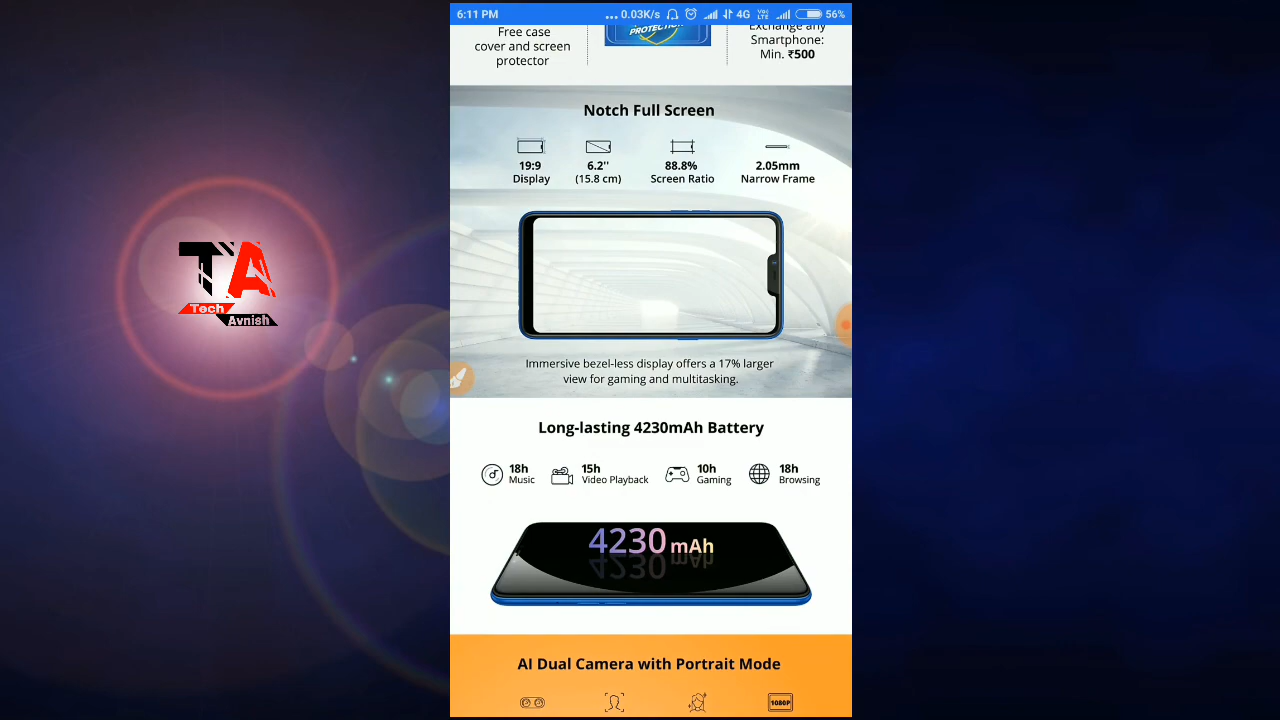 6:11 PM
... 0.03K/s 4G VoLTE 56%
Free case
cover and screen
protector
PROTECTION
Exchange any
Smartphone:
Min. ₹500
Notch Full Screen
19:9
Display
6.2''
(15.8 cm)
88.8%
Screen Ratio
2.05mm
Narrow Frame
TA
Tech
Avnish
Immersive bezel-less display offers a 17% larger
view for gaming and multitasking.
Long-lasting 4230mAh Battery
18h
Music
15h
Video Playback
10h
Gaming
18h
Browsing
4230 mAh
AI Dual Camera with Portrait Mode
1080P